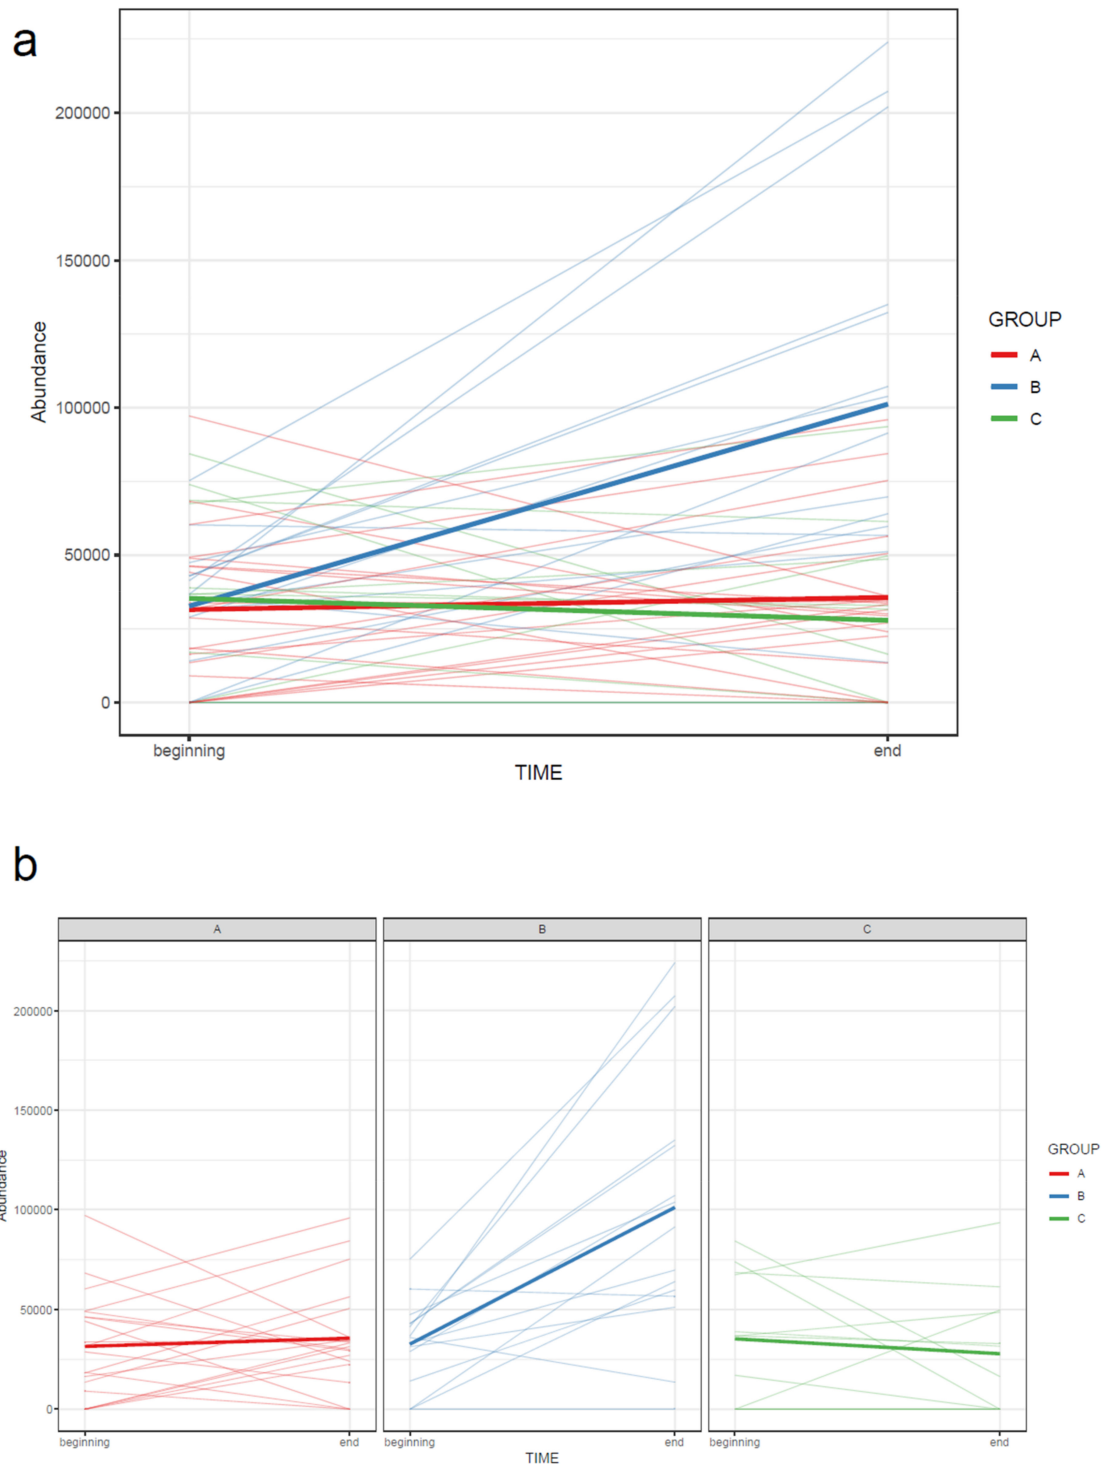 a
200000
150000
100000
50000
0
Abundance
beginning
end
TIME
GROUP
A
B
C
b
A
B
C
200000
150000
100000
50000
0
Abundance
beginning
end
beginning
end
beginning
end
TIME
GROUP
A
B
C